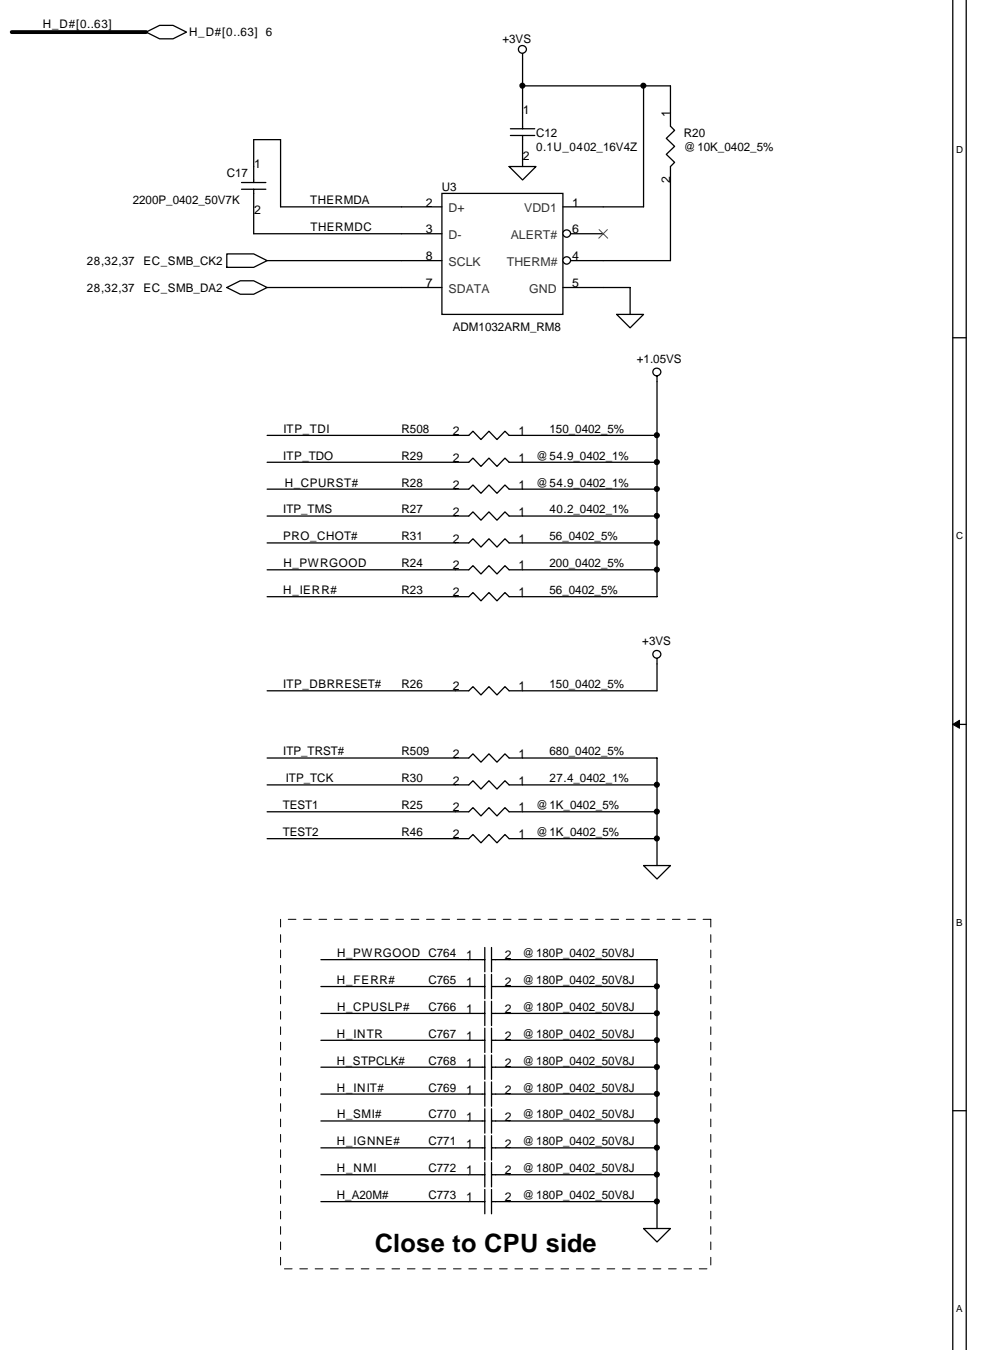 H_D#[0..63]
H_D#[0..63] 6
+3VS
1
C12
0.1U_0402_16V4Z
2
1
R20
@10K_0402_5%
2
D
C17
1
2200P_0402_50V7K
2
U3
THERMDA 2 D+ VDD1 1
THERMDC 3 D- ALERT# 6
28,32,37 EC_SMB_CK2 8 SCLK THERM# 4
28,32,37 EC_SMB_DA2 7 SDATA GND 5
ADM1032ARM_RM8
+1.05VS
ITP_TDI R508 2 1 150_0402_5%
ITP_TDO R29 2 1 @54.9_0402_1%
H_CPURST# R28 2 1 @54.9_0402_1%
ITP_TMS R27 2 1 40.2_0402_1%
PRO_CHOT# R31 2 1 56_0402_5%
C
H_PWRGOOD R24 2 1 200_0402_5%
H_IERR# R23 2 1 56_0402_5%
+3VS
ITP_DBRRESET# R26 2 1 150_0402_5%
ITP_TRST# R509 2 1 680_0402_5%
ITP_TCK R30 2 1 27.4_0402_1%
TEST1 R25 2 1 @1K_0402_5%
TEST2 R46 2 1 @1K_0402_5%
B
H_PWRGOOD C764 1 2 @180P_0402_50V8J
H_FERR# C765 1 2 @180P_0402_50V8J
H_CPUSLP# C766 1 2 @180P_0402_50V8J
H_INTR C767 1 2 @180P_0402_50V8J
H_STPCLK# C768 1 2 @180P_0402_50V8J
H_INIT# C769 1 2 @180P_0402_50V8J
H_SMI# C770 1 2 @180P_0402_50V8J
H_IGNNE# C771 1 2 @180P_0402_50V8J
H_NMI C772 1 2 @180P_0402_50V8J
H_A20M# C773 1 2 @180P_0402_50V8J
Close to CPU side
A